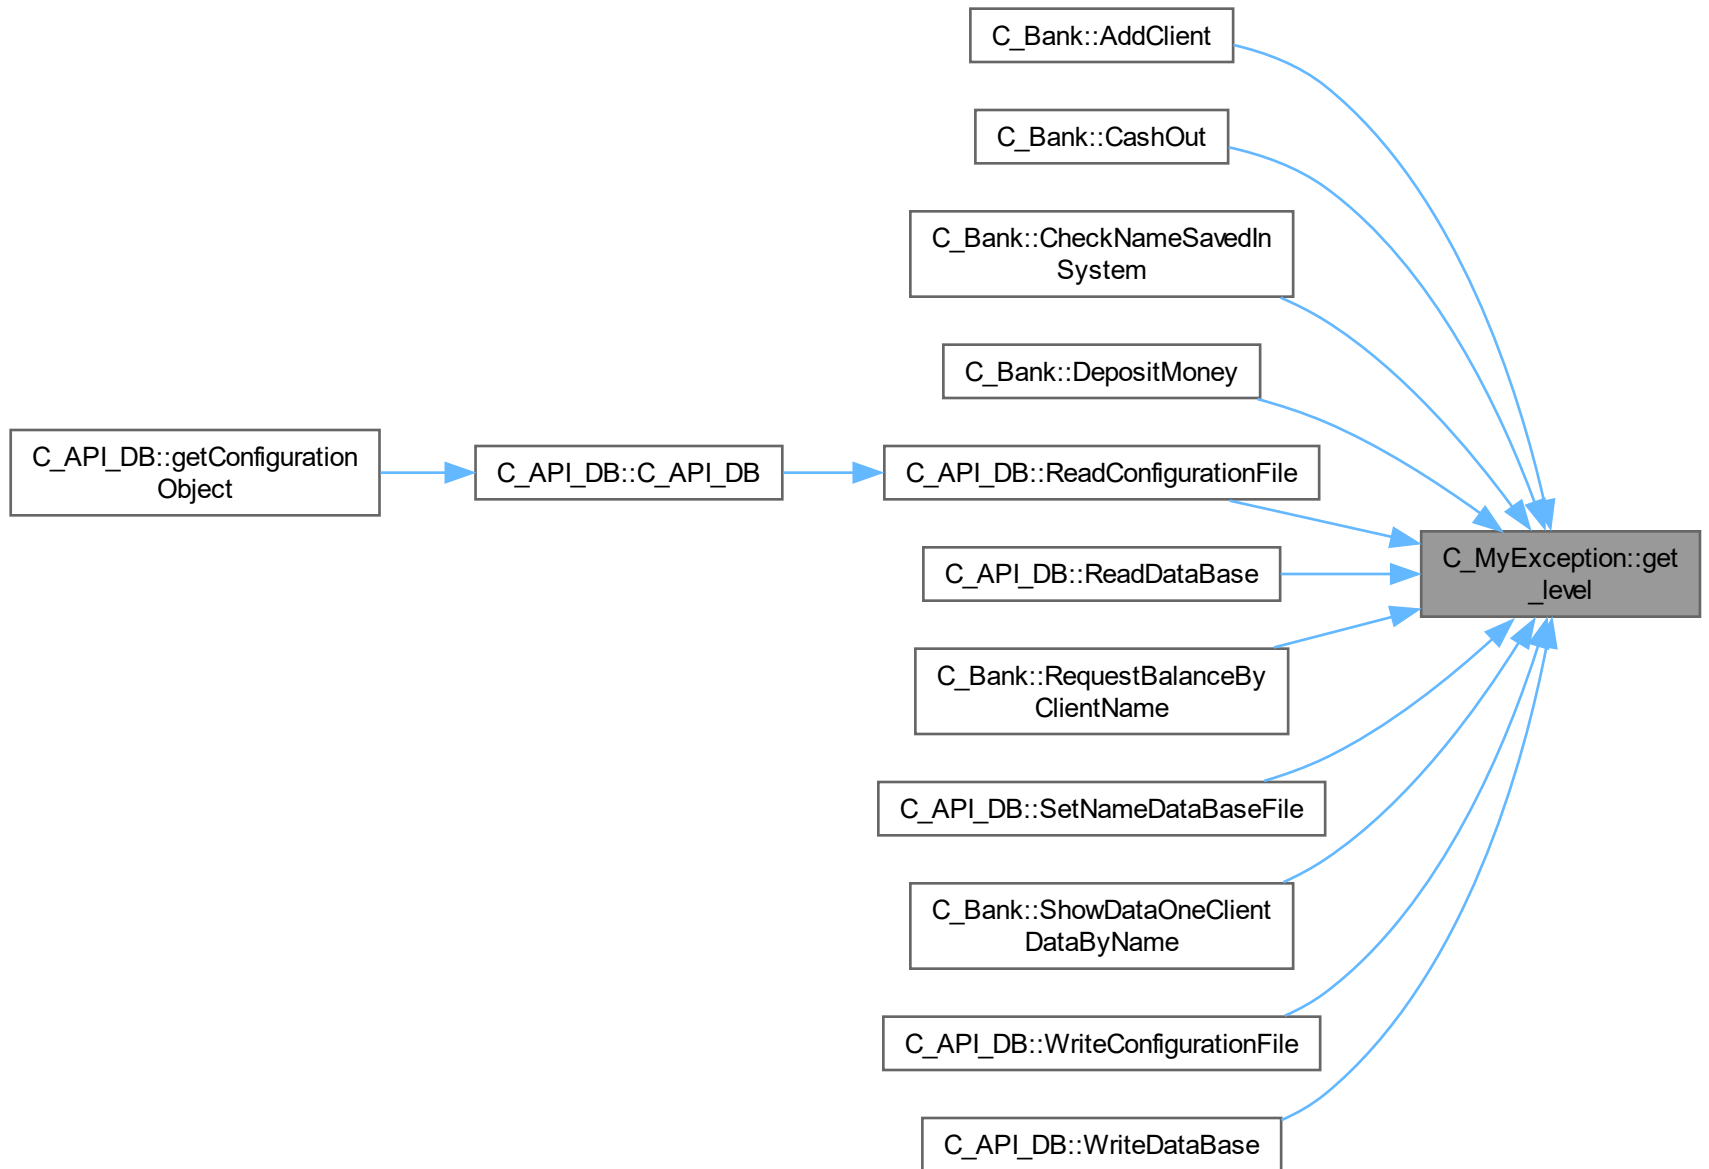 C_Bank::AddClient
C_Bank::CashOut
C_Bank::CheckNameSavedIn
System
C_Bank::DepositMoney
C_API_DB::getConfiguration
Object
C_API_DB::C_API_DB
C_API_DB::ReadConfigurationFile
C_MyException::get
_level
C_API_DB::ReadDataBase
C_Bank::RequestBalanceBy
ClientName
C_API_DB::SetNameDataBaseFile
C_Bank::ShowDataOneClient
DataByName
C_API_DB::WriteConfigurationFile
C_API_DB::WriteDataBase